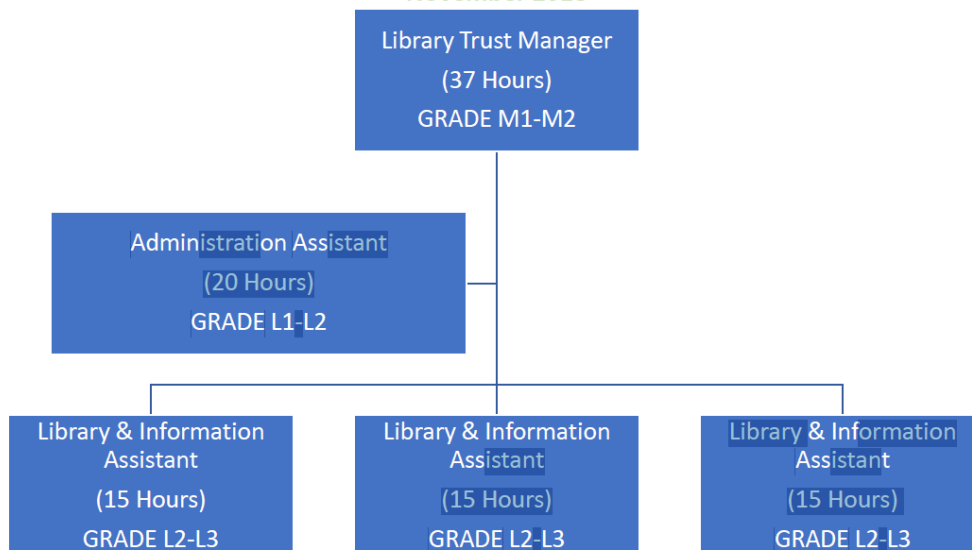 Library Trust Manager
(37 Hours)
GRADE M1-M2
Administration Assistant
(20 Hours)
GRADE L1-L2
Library & Information
Assistant
(15 Hours)
GRADE L2-L3
Library & Information
Assistant
(15 Hours)
GRADE L2-L3
Library & Information
Assistant
(15 Hours)
GRADE L2-L3